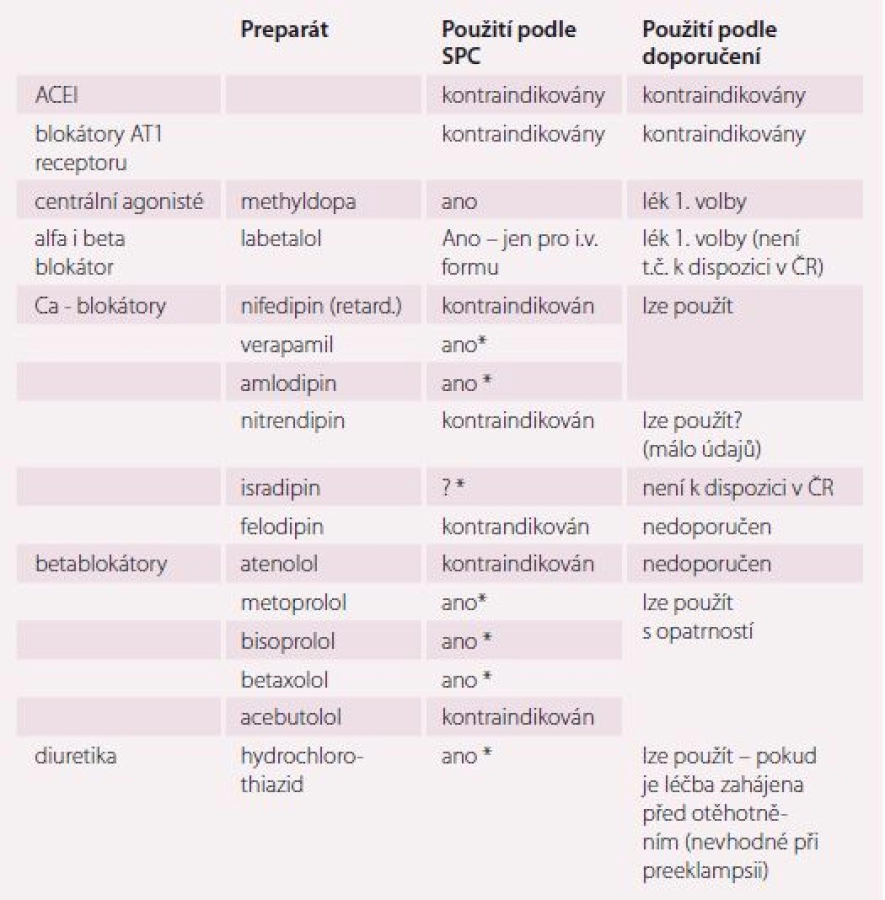 Preparát Použití podle SPC Použití podle doporučení
ACEI kontraindikovány kontraindikovány
blokátory AT1 receptoru kontraindikovány kontraindikovány
centrální agonisté methyldopa ano lék 1. volby
alfa i beta blokátor labetalol Ano – jen pro i.v. formu lék 1. volby (není t.č. k dispozici v ČR)
Ca - blokátory nifedipin (retard.) kontraindikován lze použít
verapamil ano*
amlodipin ano *
nitrendipin kontraindikován lze použít? (málo údajů)
isradipin ? * není k dispozici v ČR
felodipin kontrandikován nedoporučen
betablokátory atenolol kontraindikován nedoporučen
metoprolol ano* lze použít s opatrností
bisoprolol ano *
betaxolol ano *
acebutolol kontraindikován
diuretika hydrochloro-thiazid ano * lze použít – pokud je léčba zahájena před otěhotně-ním (nevhodné při preeklampsii)